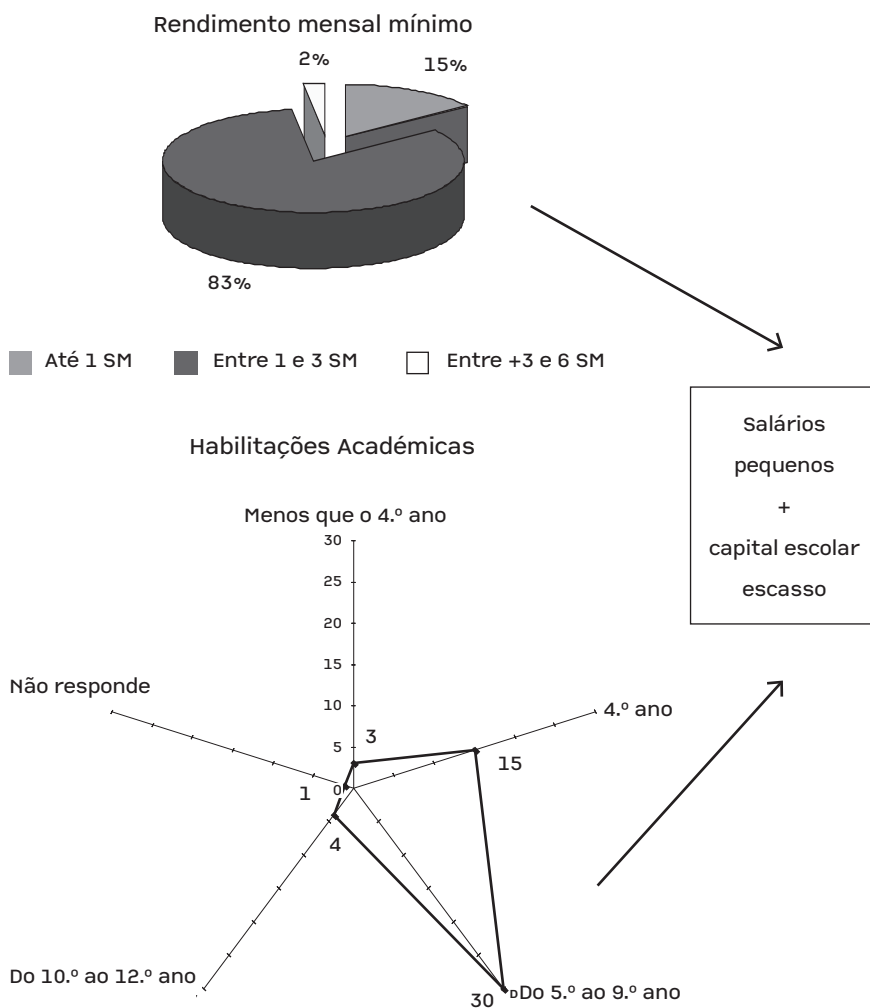 Rendimento mensal mínimo
2%
15%
83%
Até 1 SM
Entre 1 e 3 SM
Entre +3 e 6 SM
Salários
pequenos
+
capital escolar
escasso
Habilitações Académicas
Menos que o 4.º ano
30
25
20
15
10
5
0
Não responde
4.º ano
3
15
1
4
Do 10.º ao 12.º ano
30
DDo 5.º ao 9.º ano